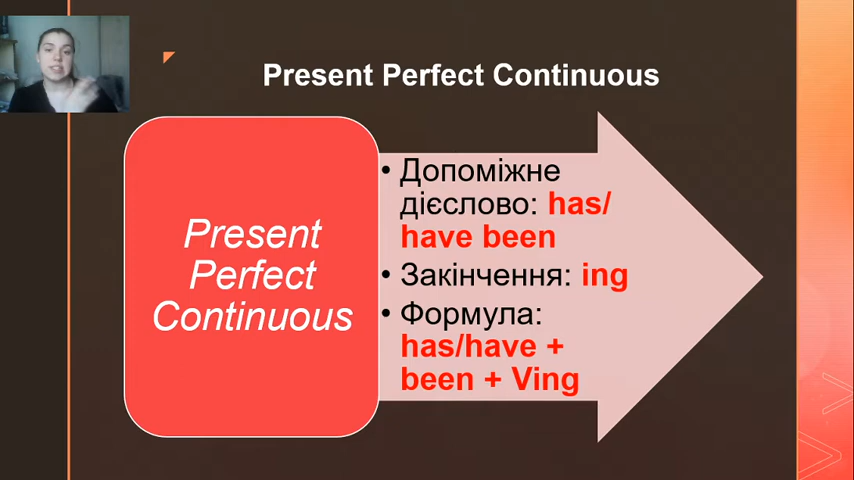 Present Perfect Continuous
Present
Perfect
Continuous
• Допоміжне
дієслово: has/
have been
• Закінчення: ing
• Формула:
has/have +
been + Ving